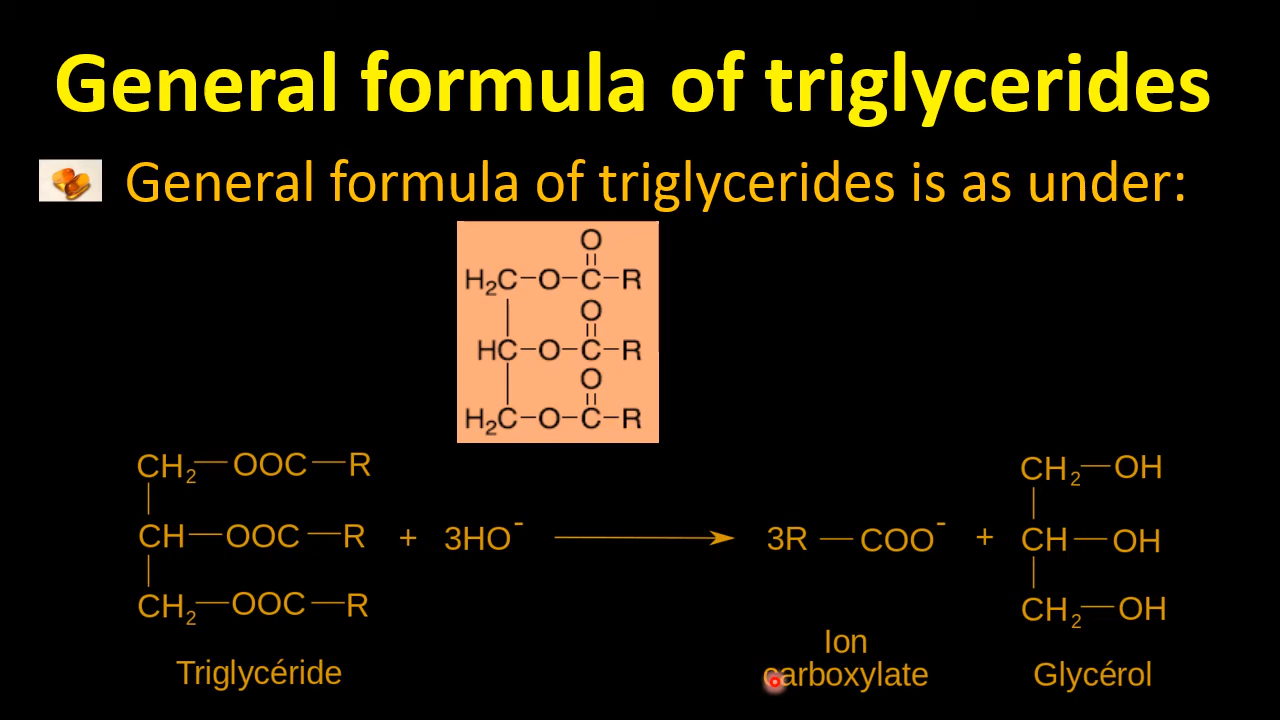 General formula of triglycerides
General formula of triglycerides is as under:
O
H₂C–O–C–R
O
HC–O–C–R
O
H₂C–O–C–R
CH₂—OOC—R
CH—OOC—R + 3HO⁻ → 3R—COO⁻ + CH—OH
CH₂—OOC—R
CH₂—OH
CH₂—OH
Triglycéride
Ion
carboxylate
Glycérol